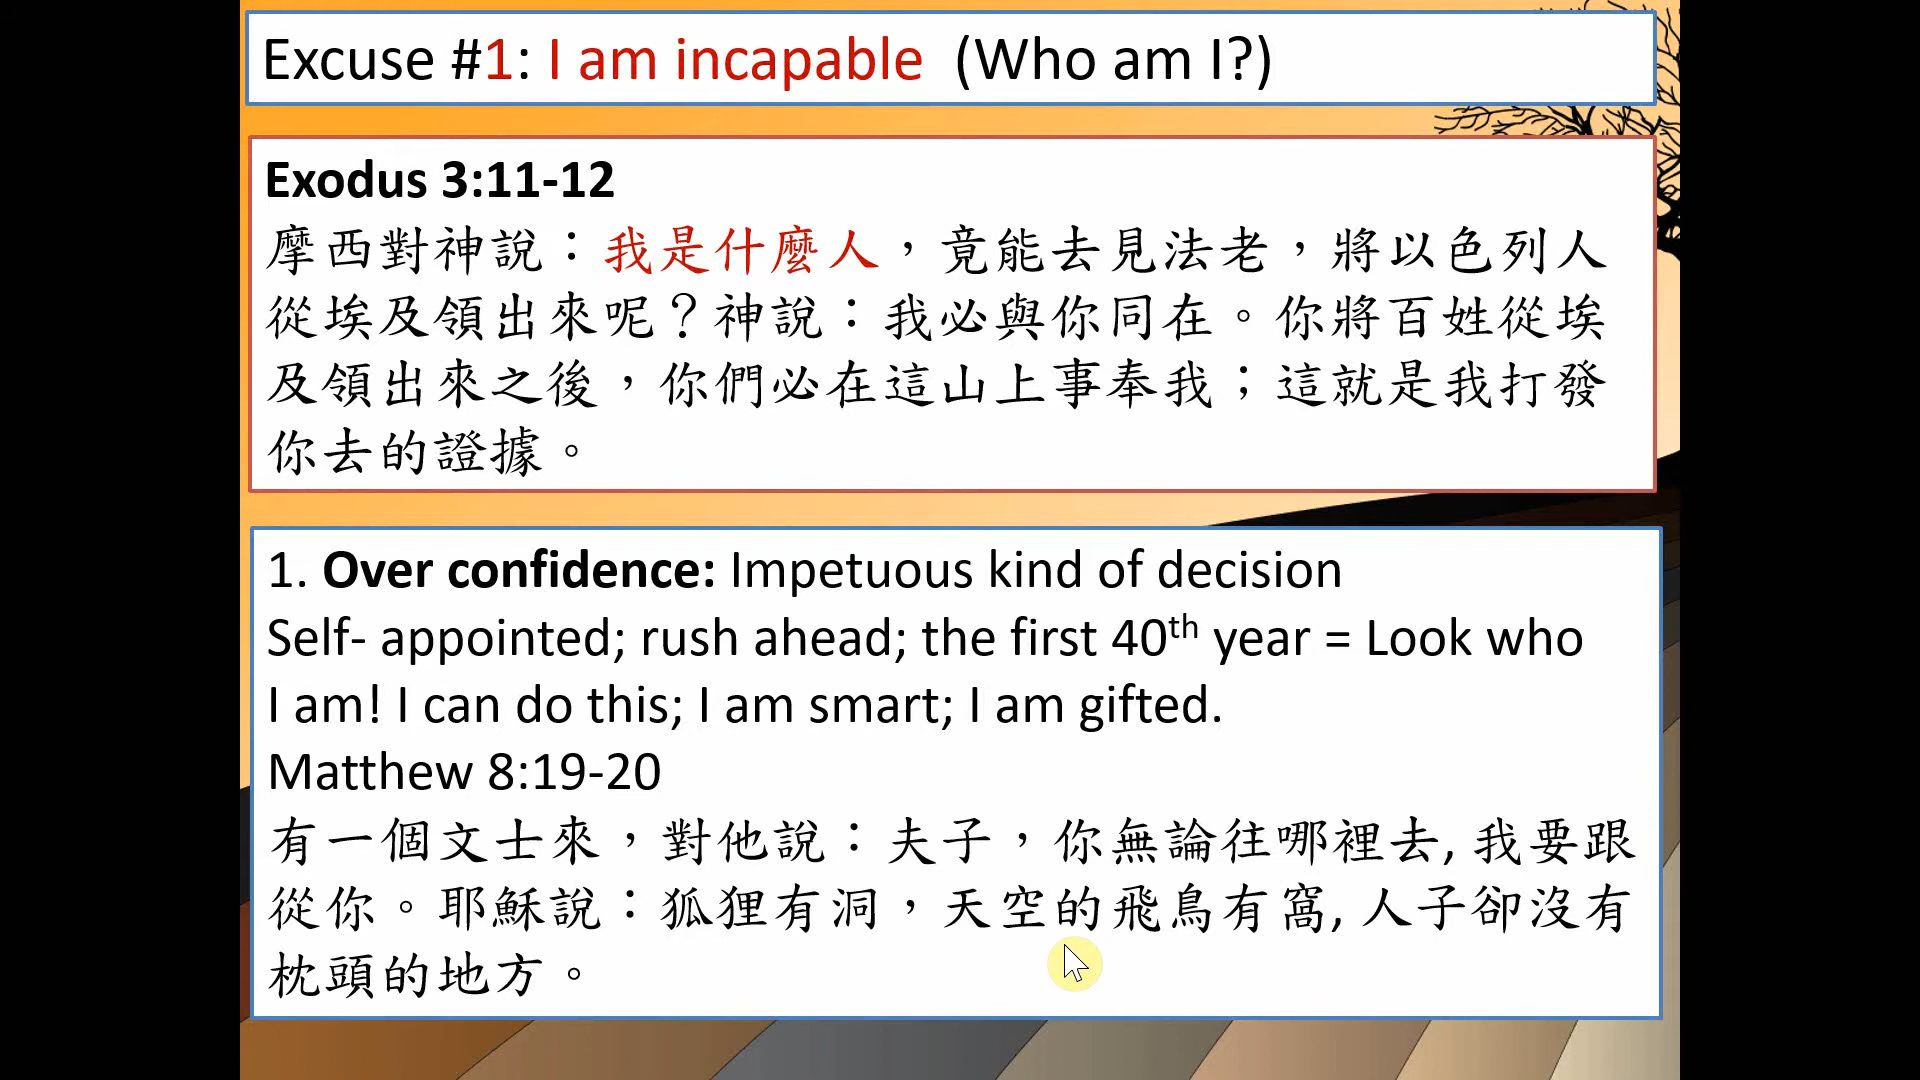 Excuse #1: I am incapable (Who am I?)
Exodus 3:11-12
摩西對神說：我是什麼人，竟能去見法老，將以色列人
從埃及領出來呢？神說：我必與你同在。你將百姓從埃
及領出來之後，你們必在這山上事奉我；這就是我打發
你去的證據。
1. Over confidence: Impetuous kind of decision
Self- appointed; rush ahead; the first 40th year = Look who
I am! I can do this; I am smart; I am gifted.
Matthew 8:19-20
有一個文士來，對他說：夫子，你無論往哪裡去, 我要跟
從你。耶穌說：狐狸有洞，天空的飛鳥有窩, 人子卻沒有
枕頭的地方。